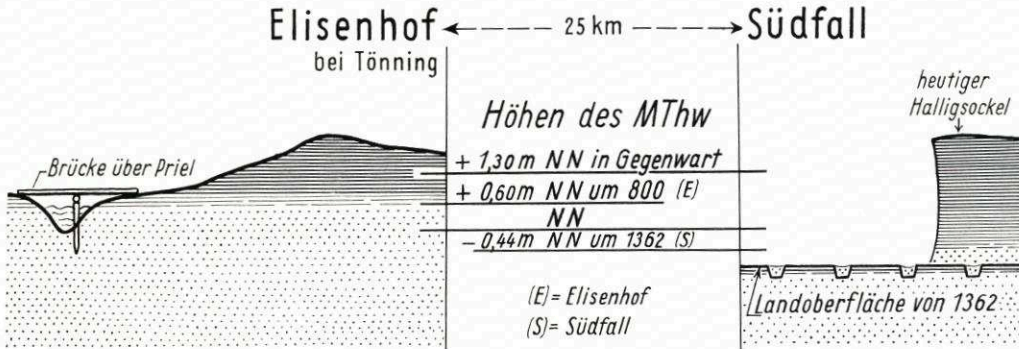 Elisenhof
bei Tönning
25 km
Südfall
heutiger
Halligsockel
Höhen des MThw
Brücke über Priel
+ 1,30 m NN in Gegenwart
+ 0,60 m NN um 800 (E)
NN
- 0,44 m NN um 1362 (S)
(E) = Elisenhof
(S) = Südfall
Landoberfläche von 1362